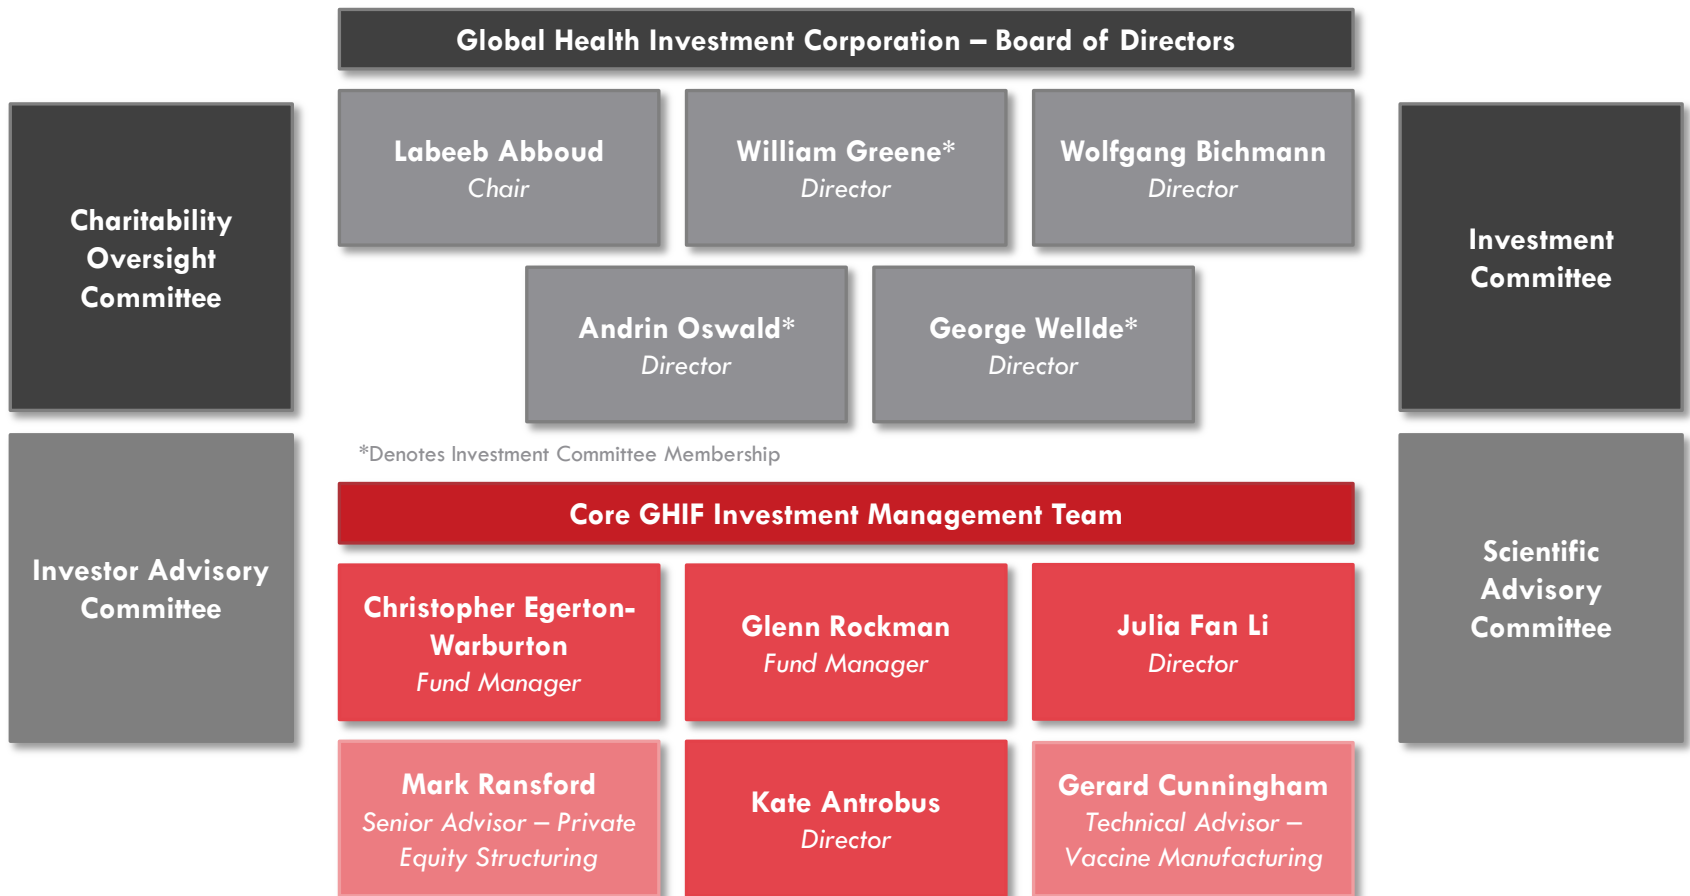 Global Health Investment Corporation – Board of Directors
Charitability
Oversight
Committee
Labeeb Abboud
Chair
William Greene*
Director
Wolfgang Bichmann
Director
Investment
Committee
Andrin Oswald*
Director
George Wellde*
Director
*Denotes Investment Committee Membership
Core GHIF Investment Management Team
Investor Advisory
Committee
Christopher Egerton-
Warburton
Fund Manager
Glenn Rockman
Fund Manager
Julia Fan Li
Director
Scientific
Advisory
Committee
Mark Ransford
Senior Advisor – Private
Equity Structuring
Kate Antrobus
Director
Gerard Cunningham
Technical Advisor –
Vaccine Manufacturing